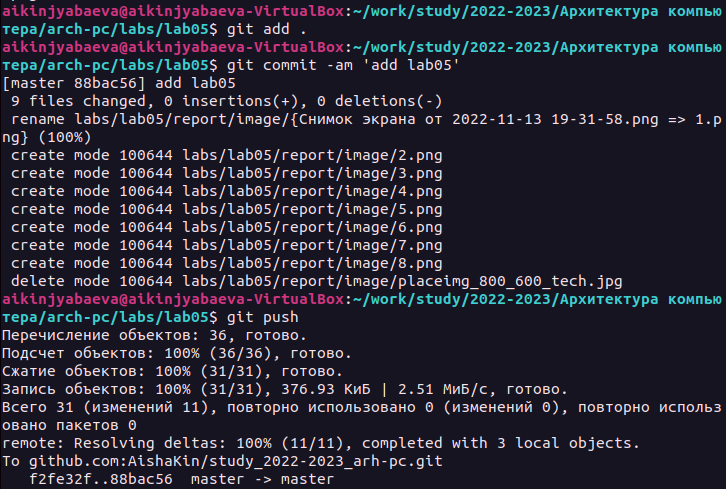 aikinjyabaeva@aikinjyabaeva-VirtualBox:~/work/study/2022-2023/Архитектура компью
тера/arch-pc/labs/lab05$ git add .
aikinjyabaeva@aikinjyabaeva-VirtualBox:~/work/study/2022-2023/Архитектура компью
тера/arch-pc/labs/lab05$ git commit -am 'add lab05'
[master 88bac56] add lab05
 9 files changed, 0 insertions(+), 0 deletions(-)
 rename labs/lab05/report/image/{Снимок экрана от 2022-11-13 19-31-58.png => 1.p
ng} (100%)
 create mode 100644 labs/lab05/report/image/2.png
 create mode 100644 labs/lab05/report/image/3.png
 create mode 100644 labs/lab05/report/image/4.png
 create mode 100644 labs/lab05/report/image/5.png
 create mode 100644 labs/lab05/report/image/6.png
 create mode 100644 labs/lab05/report/image/7.png
 create mode 100644 labs/lab05/report/image/8.png
 delete mode 100644 labs/lab05/report/image/placeimg_800_600_tech.jpg
aikinjyabaeva@aikinjyabaeva-VirtualBox:~/work/study/2022-2023/Архитектура компью
тера/arch-pc/labs/lab05$ git push
Перечисление объектов: 36, готово.
Подсчет объектов: 100% (36/36), готово.
Сжатие объектов: 100% (31/31), готово.
Запись объектов: 100% (31/31), 376.93 КиБ | 2.51 МиБ/с, готово.
Всего 31 (изменений 11), повторно использовано 0 (изменений 0), повторно использ
овано пакетов 0
remote: Resolving deltas: 100% (11/11), completed with 3 local objects.
To github.com:AishaKin/study_2022-2023_arh-pc.git
   f2fe32f..88bac56  master -> master